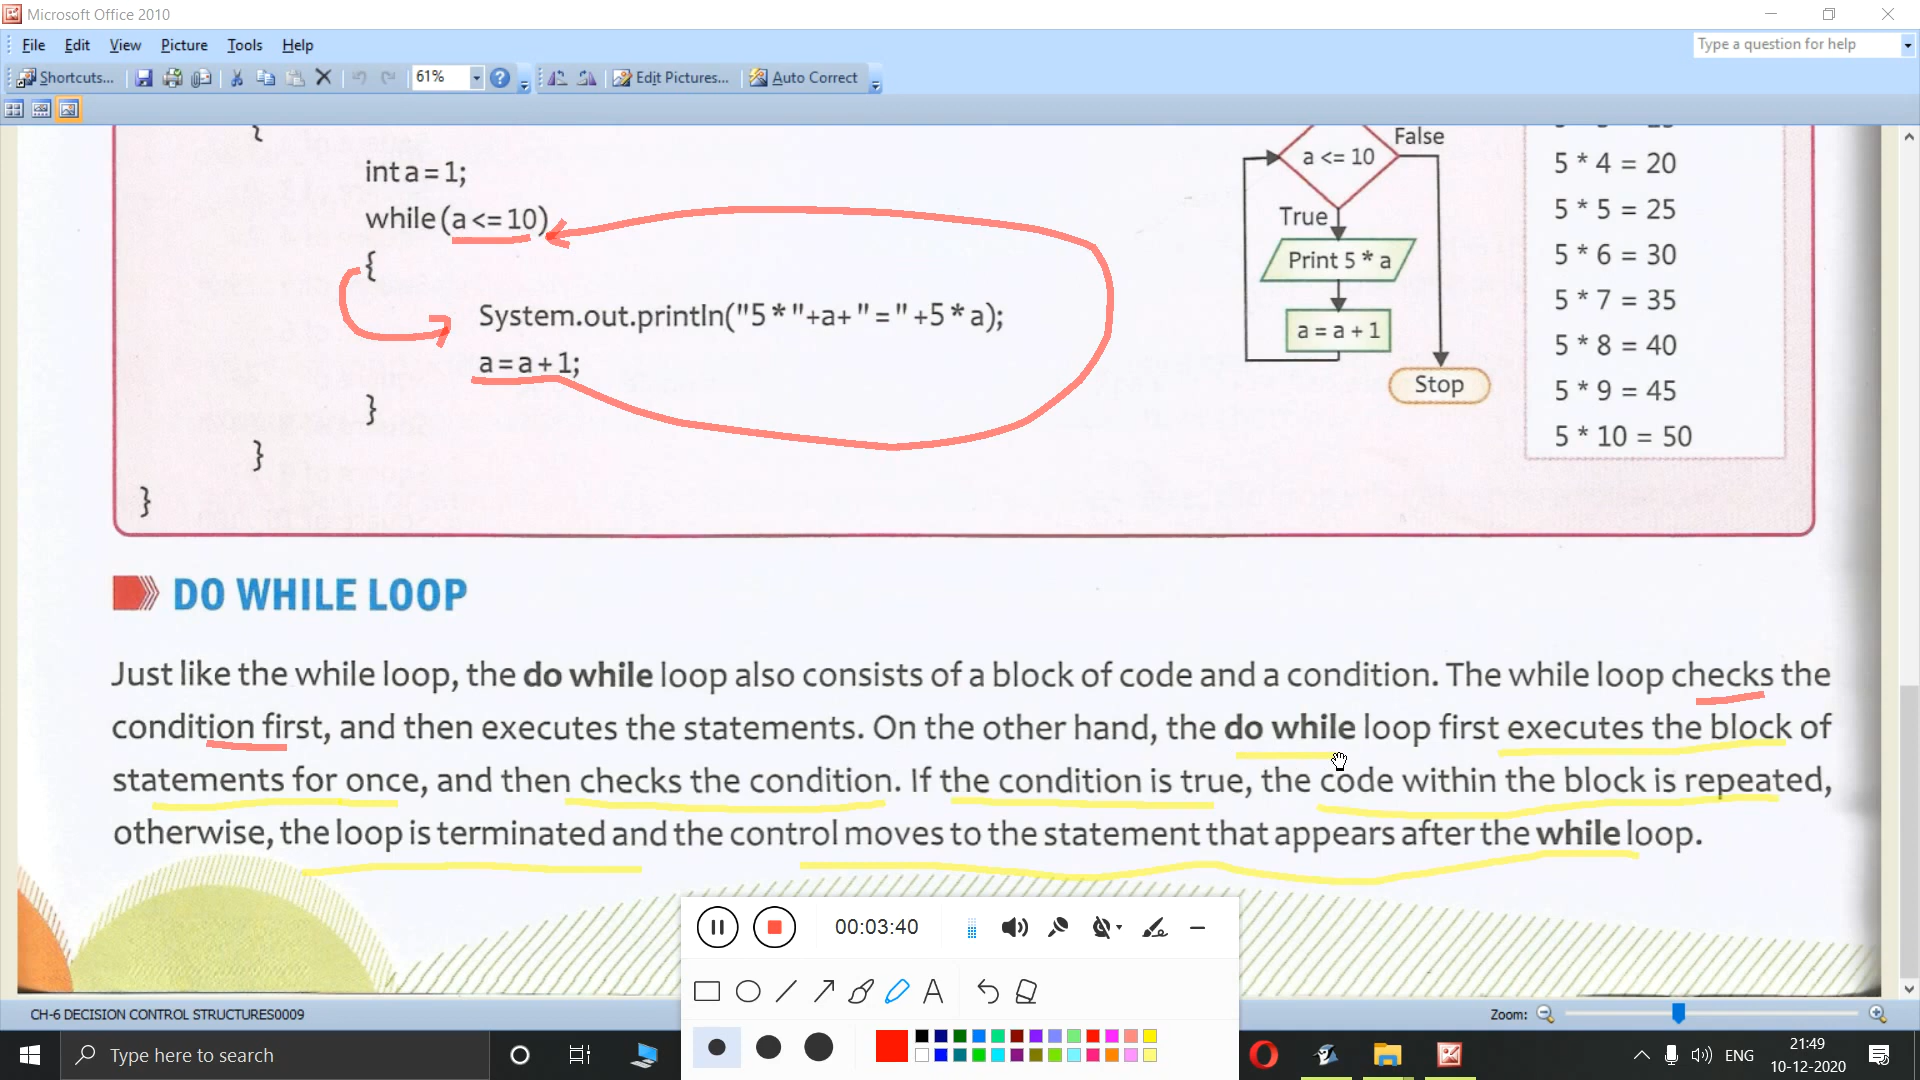 Microsoft Office 2010
File Edit View Picture Tools Help
Type a question for help
Shortcuts... 61% Edit Pictures... Auto Correct
{
int a = 1;
while (a <= 10)
{
System.out.println("5 * "+a+ " = " +5 * a);
a = a + 1;
}
}
}
False
a <= 10
True
Print 5 * a
a = a + 1
Stop
5 * 4 = 20
5 * 5 = 25
5 * 6 = 30
5 * 7 = 35
5 * 8 = 40
5 * 9 = 45
5 * 10 = 50
DO WHILE LOOP
Just like the while loop, the do while loop also consists of a block of code and a condition. The while loop checks the
condition first, and then executes the statements. On the other hand, the do while loop first executes the block of
statements for once, and then checks the condition. If the condition is true, the code within the block is repeated,
otherwise, the loop is terminated and the control moves to the statement that appears after the while loop.
00:03:40
CH-6 DECISION CONTROL STRUCTURES0009
Zoom:
Type here to search
ENG
21:49
10-12-2020